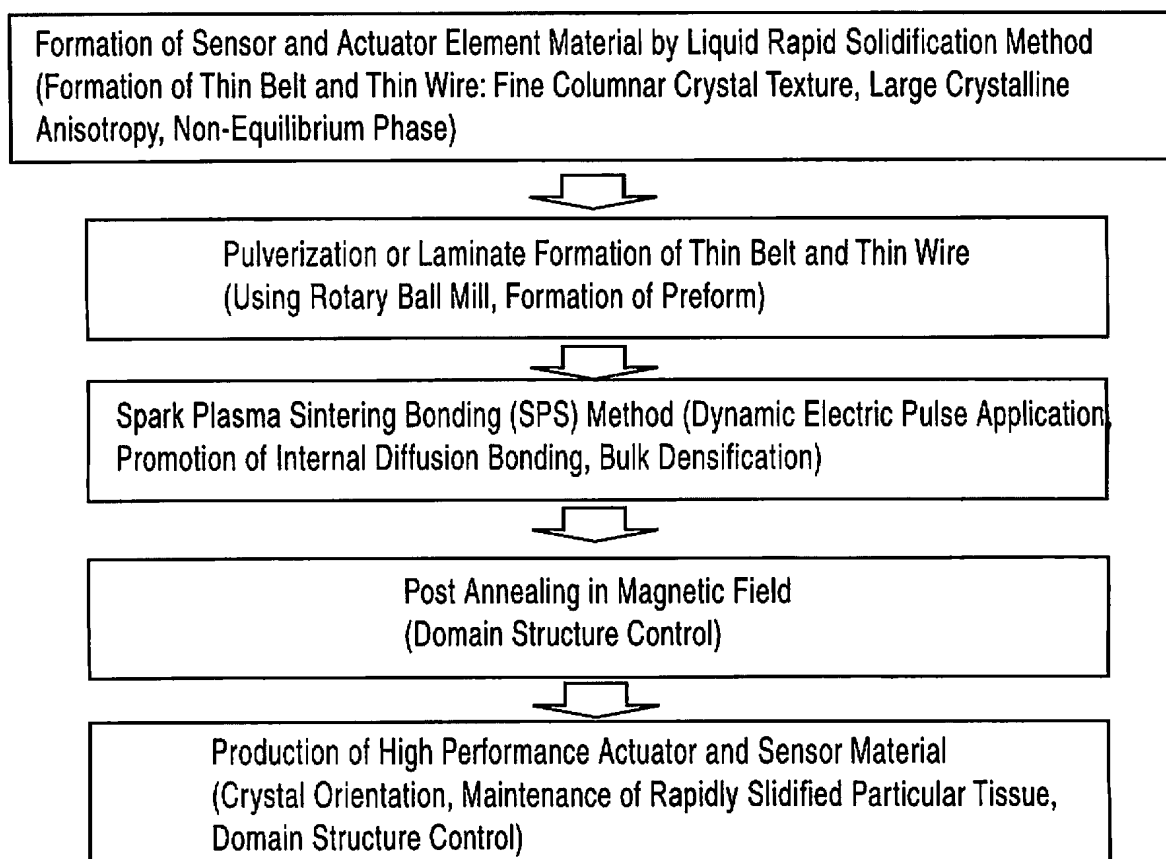 Formation of Sensor and Actuator Element Material by Liquid Rapid Solidification Method
(Formation of Thin Belt and Thin Wire: Fine Columnar Crystal Texture, Large Crystalline
Anisotropy, Non-Equilibrium Phase)
Pulverization or Laminate Formation of Thin Belt and Thin Wire
(Using Rotary Ball Mill, Formation of Preform)
Spark Plasma Sintering Bonding (SPS) Method (Dynamic Electric Pulse Application,
Promotion of Internal Diffusion Bonding, Bulk Densification)
Post Annealing in Magnetic Field
(Domain Structure Control)
Production of High Performance Actuator and Sensor Material
(Crystal Orientation, Maintenance of Rapidly Slidified Particular Tissue,
Domain Structure Control)